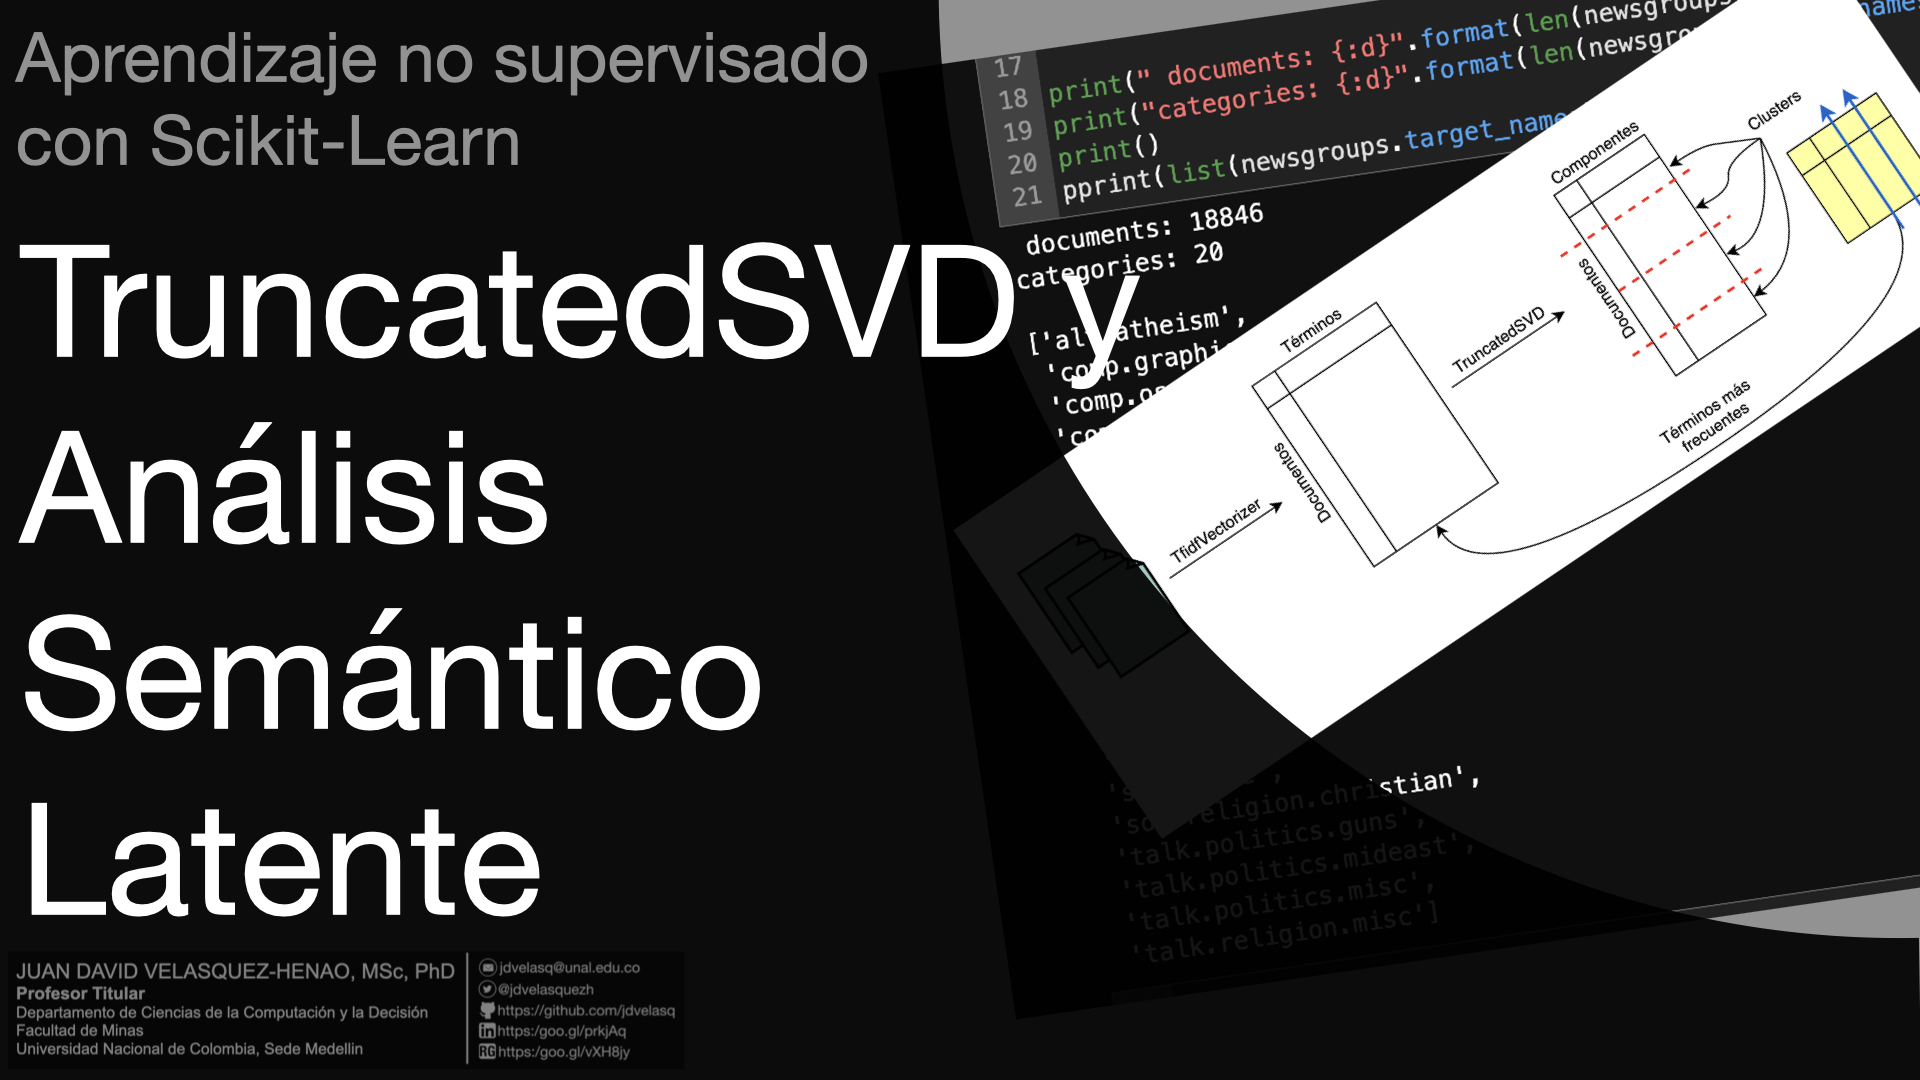 Aprendizaje no supervisado
con Scikit-Learn
TruncatedSVD y
Análisis
Semántico
Latente
17
18 print(" documents: {:d}".format(len(newsgroups
19 print("categories: {:d}".format(len(newsgro
20 print()
21 pprint(list(newsgroups.target_name
documents: 18846
categories: 20
'comp.graphi
Componentes
Clusters
Documentos
TruncatedSVD
Términos
Documentos
TfidfVectorizer
Términos más
frecuentes
religion.christian',
'talk.politics.guns',
'talk.politics.mideast',
'talk.politics.misc',
'talk.religion.misc']
JUAN DAVID VELASQUEZ-HENAO, MSc, PhD
Profesor Titular
Departamento de Ciencias de la Computación y la Decisión
Facultad de Minas
Universidad Nacional de Colombia, Sede Medellin
jdvelasq@unal.edu.co
@jdvelasquezh
https://github.com/jdvelasq
in https:/goo.gl/prkjAq
RG https:/goo.gl/vXH8jy